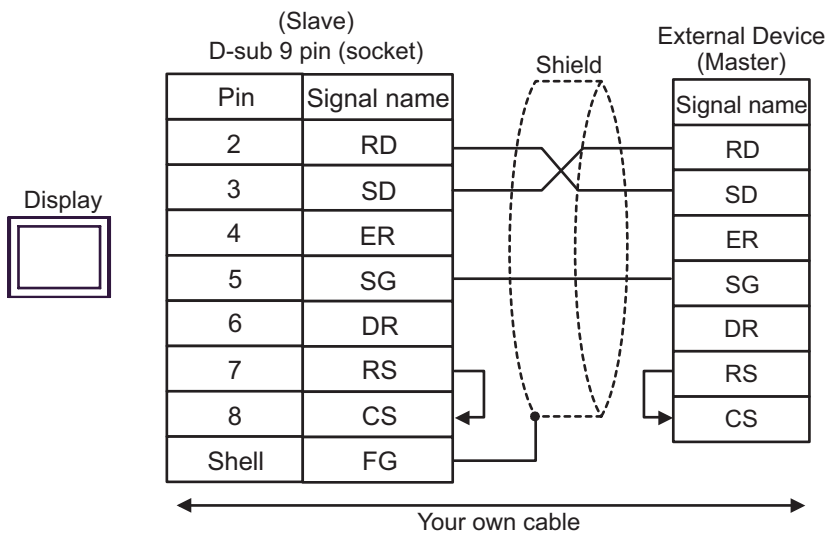 (Slave)
D-sub 9 pin (socket)
External Device
(Master)
Shield
Pin Signal name
Signal name
2 RD
RD
3 SD
SD
Display
4 ER
ER
5 SG
SG
6 DR
DR
7 RS
RS
8 CS
CS
Shell FG
Your own cable